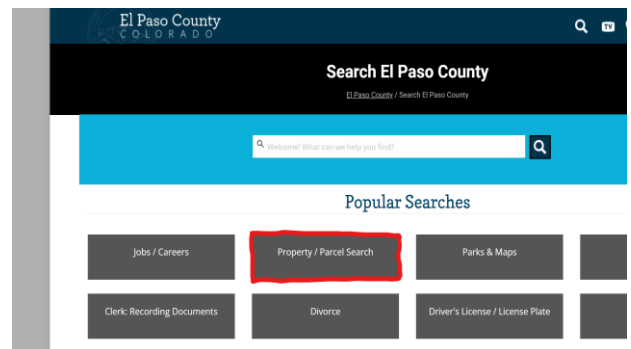 El Paso County
COLORADO
TV
Search El Paso County
El Paso County / Search El Paso County
Welcome! What can we help you find?
Popular Searches
Jobs / Careers
Property / Parcel Search
Parks & Maps
Clerk: Recording Documents
Divorce
Driver's License / License Plate